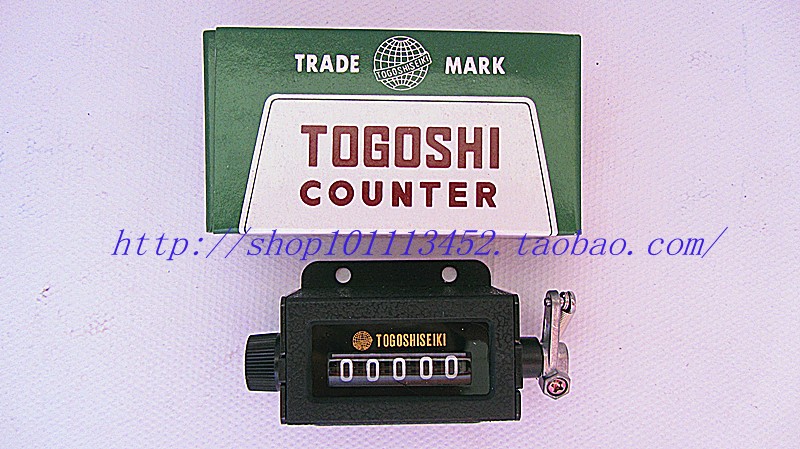 TRADE MARK
TOGOSHISEIKI
TOGOSHI
COUNTER
http://shop101113452.taobao.com/
TOGOSHISEIKI
00000